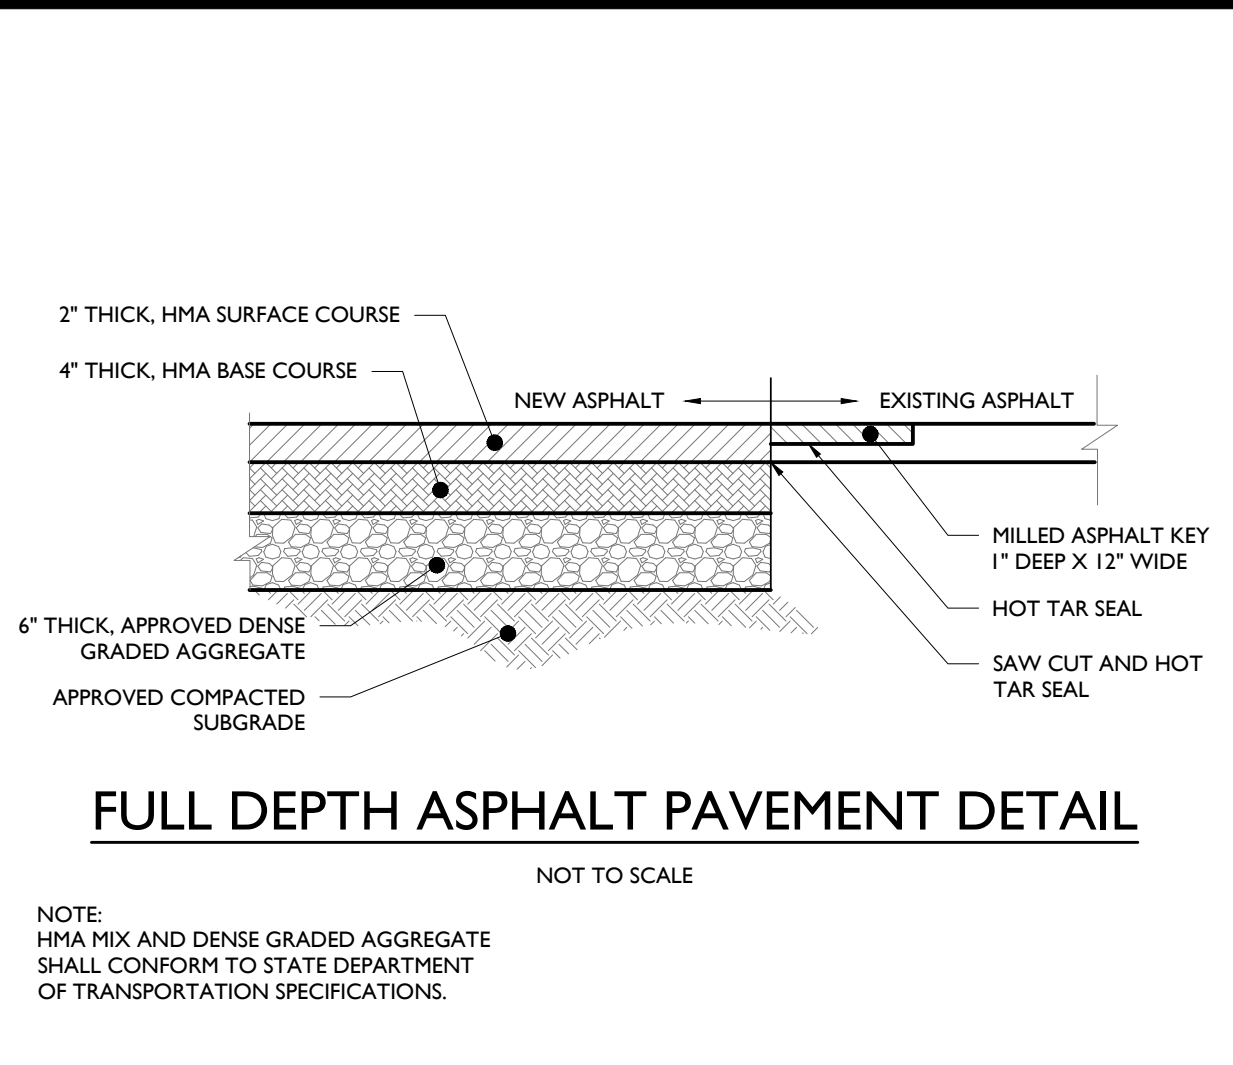 2" THICK, HMA SURFACE COURSE
4" THICK, HMA BASE COURSE
NEW ASPHALT
EXISTING ASPHALT
MILLED ASPHALT KEY
1" DEEP X 12" WIDE
HOT TAR SEAL
SAW CUT AND HOT
TAR SEAL
6" THICK, APPROVED DENSE
GRADED AGGREGATE
APPROVED COMPACTED
SUBGRADE
FULL DEPTH ASPHALT PAVEMENT DETAIL
NOT TO SCALE
NOTE:
HMA MIX AND DENSE GRADED AGGREGATE
SHALL CONFORM TO STATE DEPARTMENT
OF TRANSPORTATION SPECIFICATIONS.